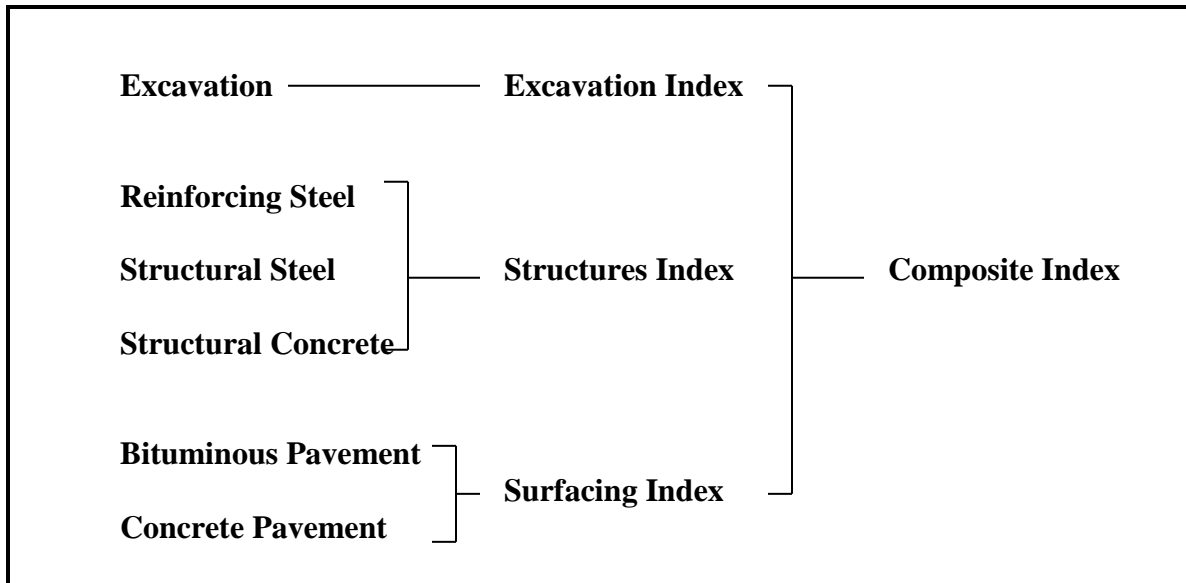 Excavation Excavation Index
Reinforcing Steel
Structural Steel Structures Index Composite Index
Structural Concrete
Bituminous Pavement
Surfacing Index
Concrete Pavement